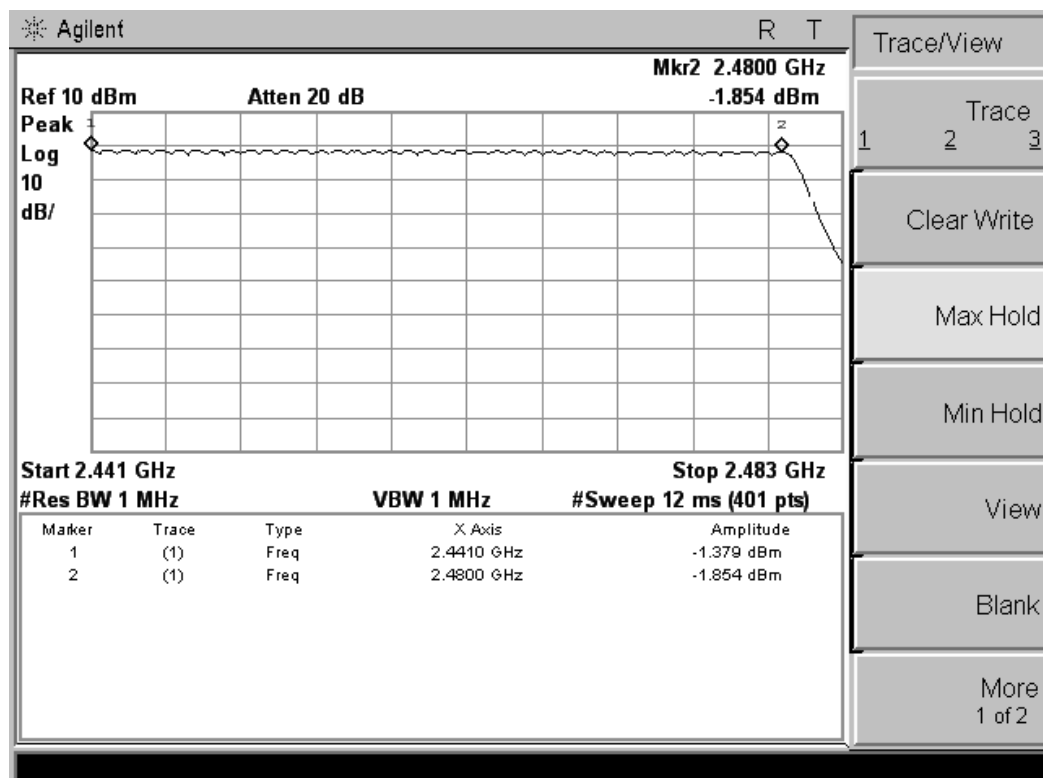 Agilent R T
Trace/View
Mkr2 2.4800 GHz
Ref 10 dBm Atten 20 dB -1.854 dBm
Peak
Log
10
dB/
1
2
Start 2.441 GHz Stop 2.483 GHz
#Res BW 1 MHz VBW 1 MHz #Sweep 12 ms (401 pts)
Marker Trace Type X Axis Amplitude
1 (1) Freq 2.4410 GHz -1.379 dBm
2 (1) Freq 2.4800 GHz -1.854 dBm
Trace
1 2 3
Clear Write
Max Hold
Min Hold
View
Blank
More
1 of 2